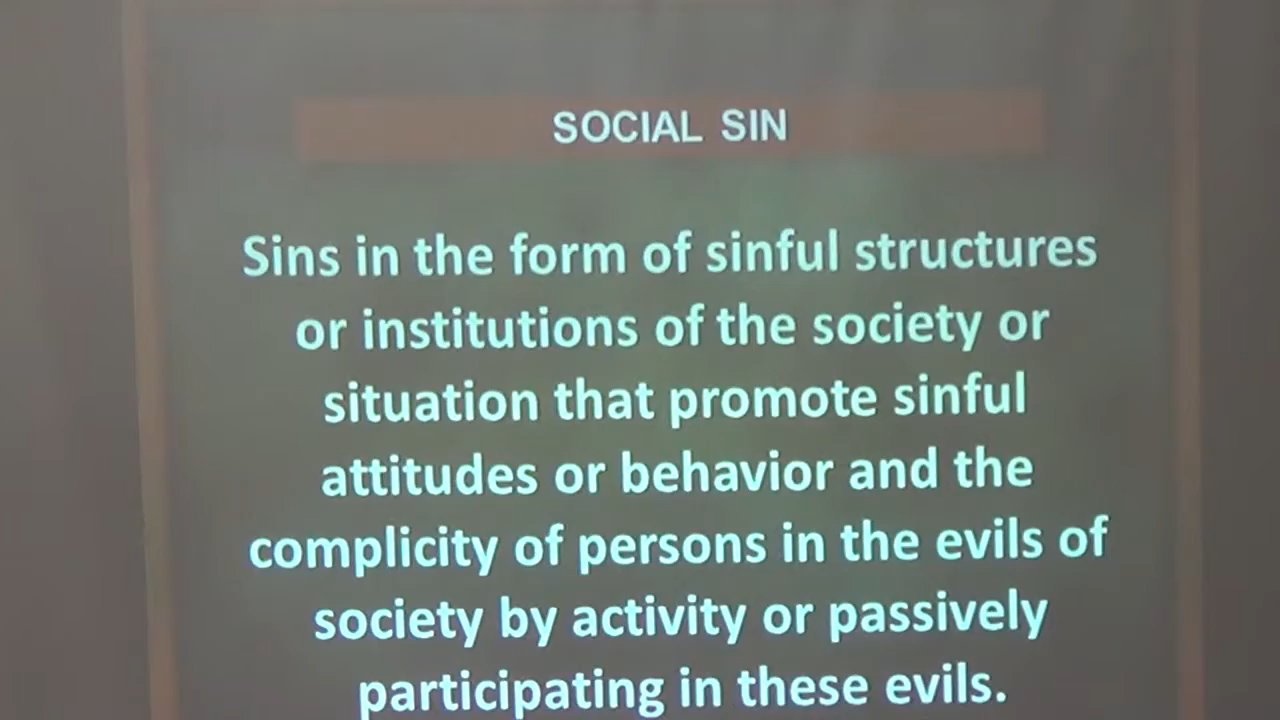 SOCIAL SIN
Sins in the form of sinful structures
or institutions of the society or
situation that promote sinful
attitudes or behavior and the
complicity of persons in the evils of
society by activity or passively
participating in these evils.